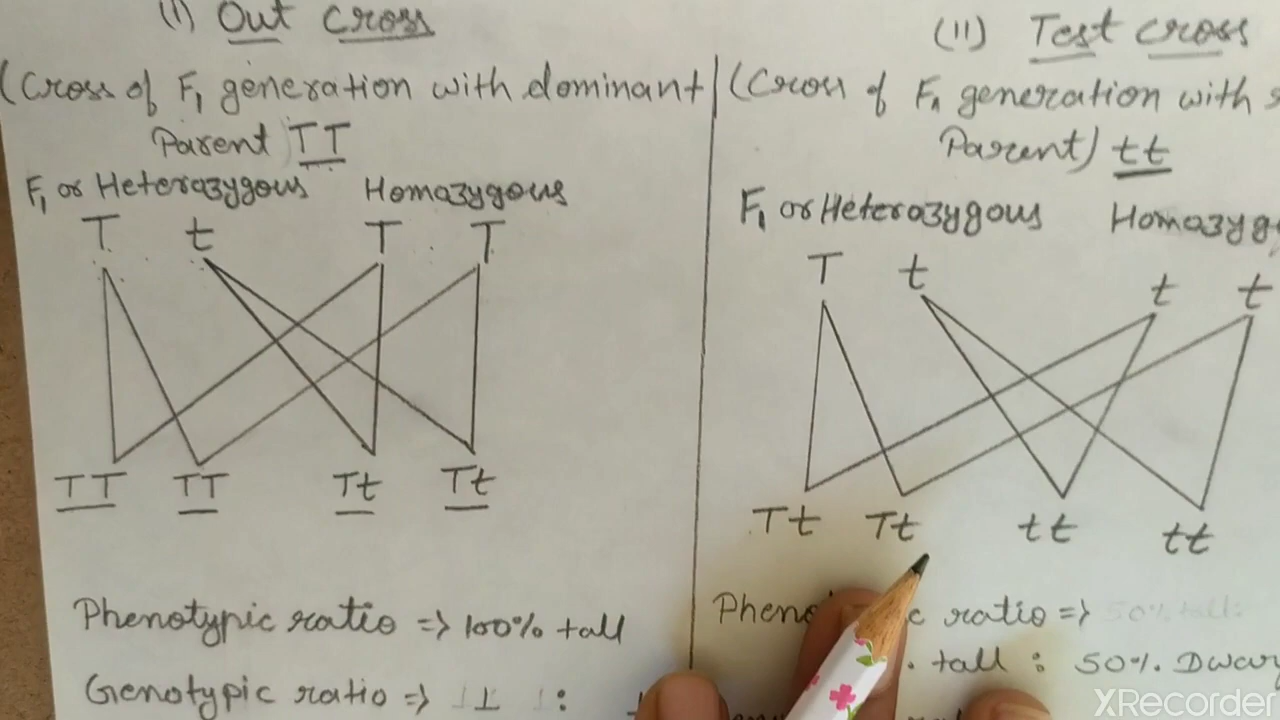 (I) Out Cross
(Cross of F1 generation with dominant
Parent TT
F1 or Heterozygous Homozygous
T t T T
TT TT Tt Tt
Phenotypic ratio => 100% tall
Genotypic ratio =>
(II) Test cross
(Cross of F1 generation with
Parent) tt
F1 or Heterozygous
T t t t
Tt Tt tt tt
ratio => 50% tall:
tall : 50%.
XRecorder